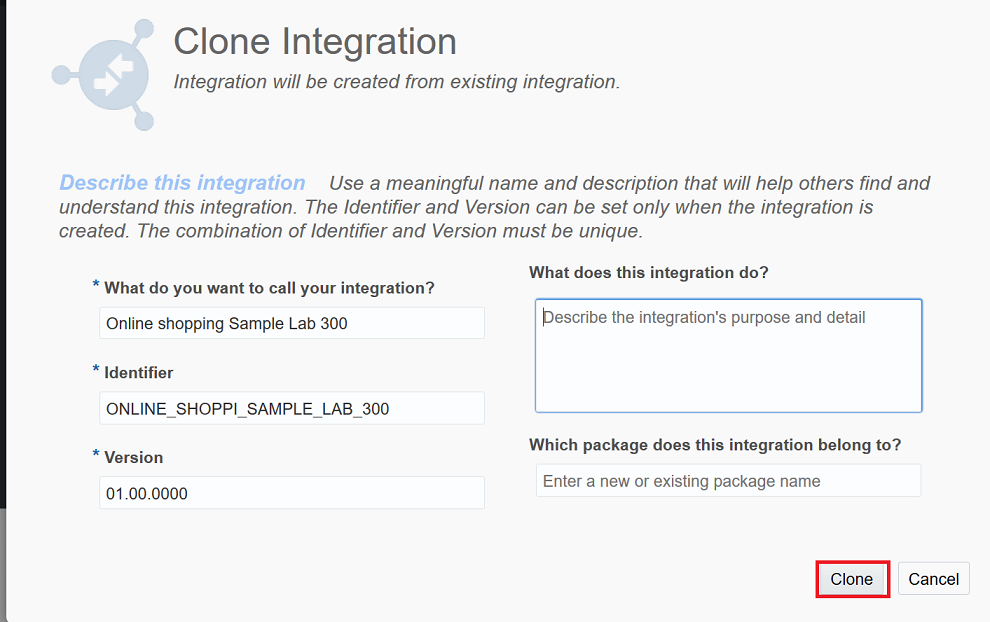 Clone Integration
Integration will be created from existing integration.
Describe this integration Use a meaningful name and description that will help others find and
understand this integration. The Identifier and Version can be set only when the integration is
created. The combination of Identifier and Version must be unique.
* What do you want to call your integration?
Online shopping Sample Lab 300
* Identifier
ONLINE_SHOPPI_SAMPLE_LAB_300
* Version
01.00.0000
What does this integration do?
Describe the integration's purpose and detail
Which package does this integration belong to?
Enter a new or existing package name
Clone Cancel